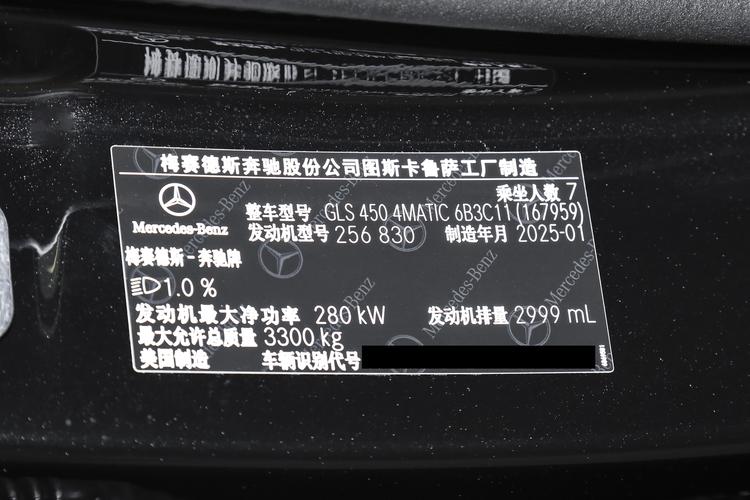 梅赛德斯奔驰股份公司图斯卡鲁萨工厂制造
乘坐人数 7
Mercedes-Benz
整车型号 GLS 450 4MATIC 6B3C11 (167959)
发动机型号 256 830 制造年月 2025-01
梅赛德斯-奔驰牌
1.0 %
发动机最大净功率 280 kW 发动机排量 2999 mL
最大允许总质量 3300 kg
美国制造 车辆识别代号